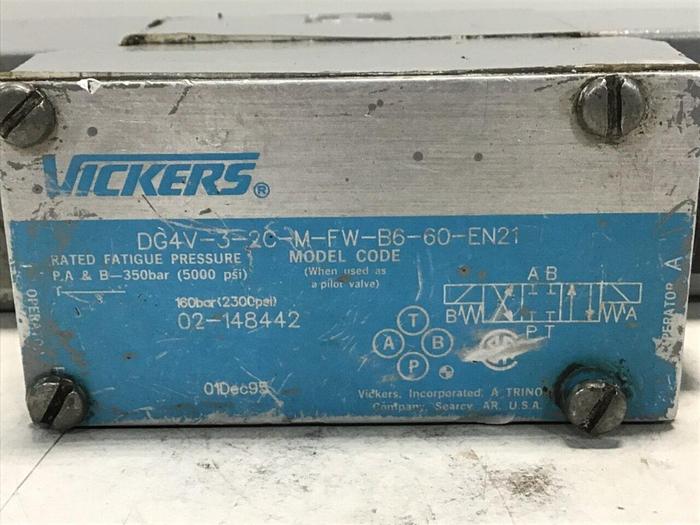 VICKERS®
DG4V-3-2C-M-FW-B6-60-EN21
RATED FATIGUE PRESSURE MODEL CODE
P,A & B-350bar (5000 psi) (When used as
a pilot valve)
T
160bar(2300psi)
02-148442
A B
B A
P T
OPERATOR A
T
A B
P
01Dec95
Vickers, Incorporated. A TRINO
Company, Searcy, AR, U.S.A.